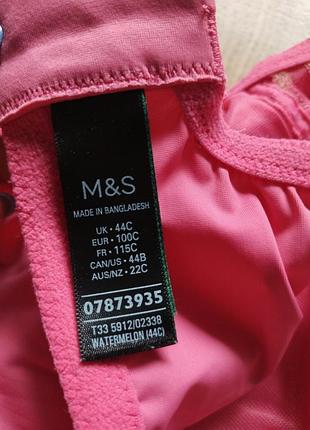 M&S
MADE IN BANGLADESH
UK • 44C
EUR • 100C
FR • 115C
CAN/US • 44B
AUS/NZ • 22C
07873935
T33 5912/02338
WATERMELON (44C)